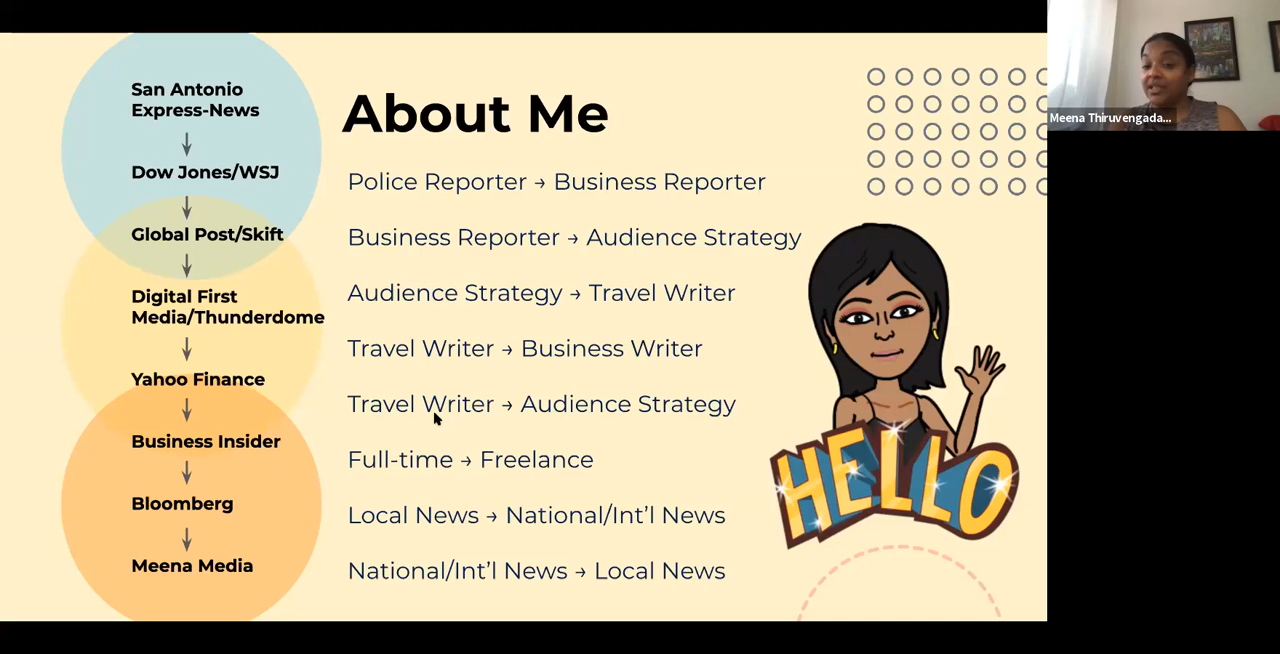 San Antonio
Express-News
Dow Jones/WSJ
Global Post/Skift
Digital First
Media/Thunderdome
Yahoo Finance
Business Insider
Bloomberg
Meena Media
About Me
Police Reporter → Business Reporter
Business Reporter → Audience Strategy
Audience Strategy → Travel Writer
Travel Writer → Business Writer
Travel Writer → Audience Strategy
Full-time → Freelance
Local News → National/Int'l News
National/Int'l News → Local News
HELLO
Meena Thiruvengada...